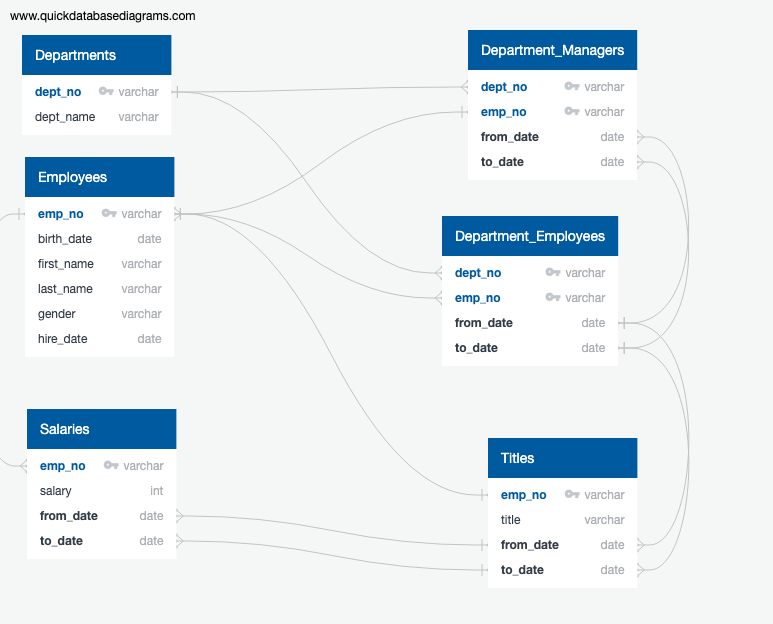 www.quickdatabasediagrams.com
Departments
dept_no varchar
dept_name varchar
Employees
emp_no varchar
birth_date date
first_name varchar
last_name varchar
gender varchar
hire_date date
Salaries
emp_no varchar
salary int
from_date date
to_date date
Department_Managers
dept_no varchar
emp_no varchar
from_date date
to_date date
Department_Employees
dept_no varchar
emp_no varchar
from_date date
to_date date
Titles
emp_no varchar
title varchar
from_date date
to_date date